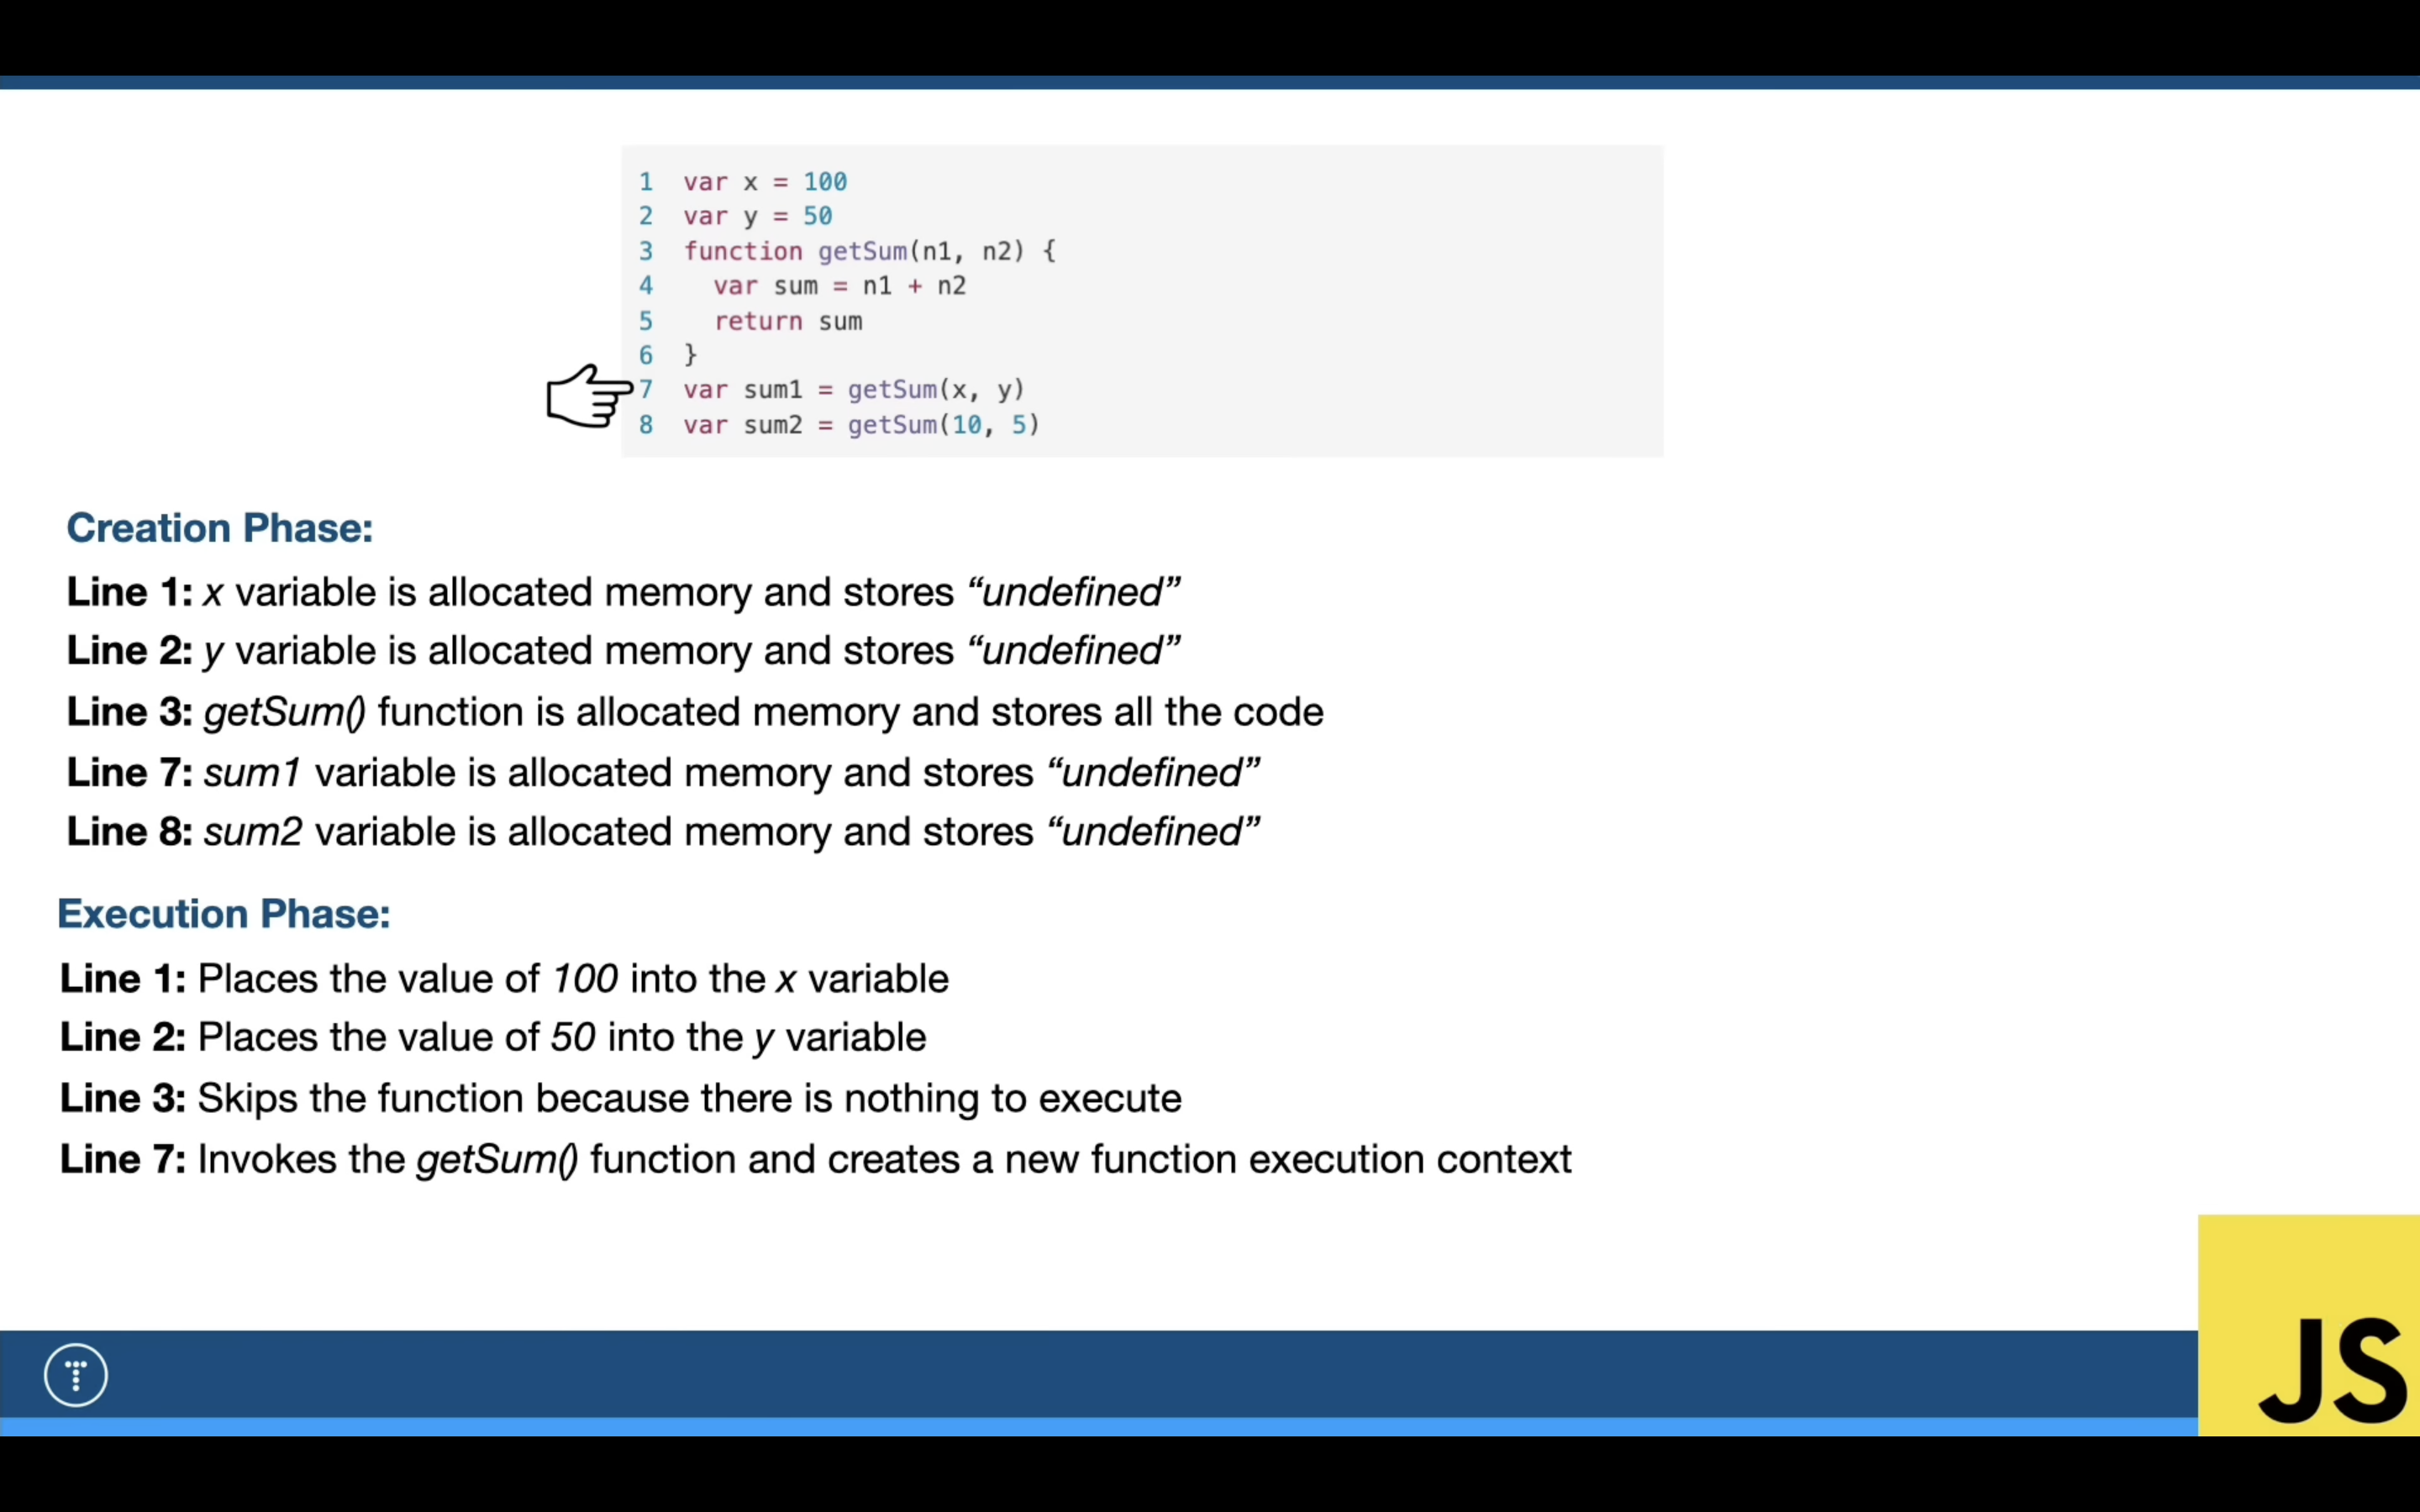 1 var x = 100
2 var y = 50
3 function getSum(n1, n2) {
4   var sum = n1 + n2
5   return sum
6 }
7 var sum1 = getSum(x, y)
8 var sum2 = getSum(10, 5)
Creation Phase:
Line 1: x variable is allocated memory and stores “undefined”
Line 2: y variable is allocated memory and stores “undefined”
Line 3: getSum() function is allocated memory and stores all the code
Line 7: sum1 variable is allocated memory and stores “undefined”
Line 8: sum2 variable is allocated memory and stores “undefined”
Execution Phase:
Line 1: Places the value of 100 into the x variable
Line 2: Places the value of 50 into the y variable
Line 3: Skips the function because there is nothing to execute
Line 7: Invokes the getSum() function and creates a new function execution context
T
JS